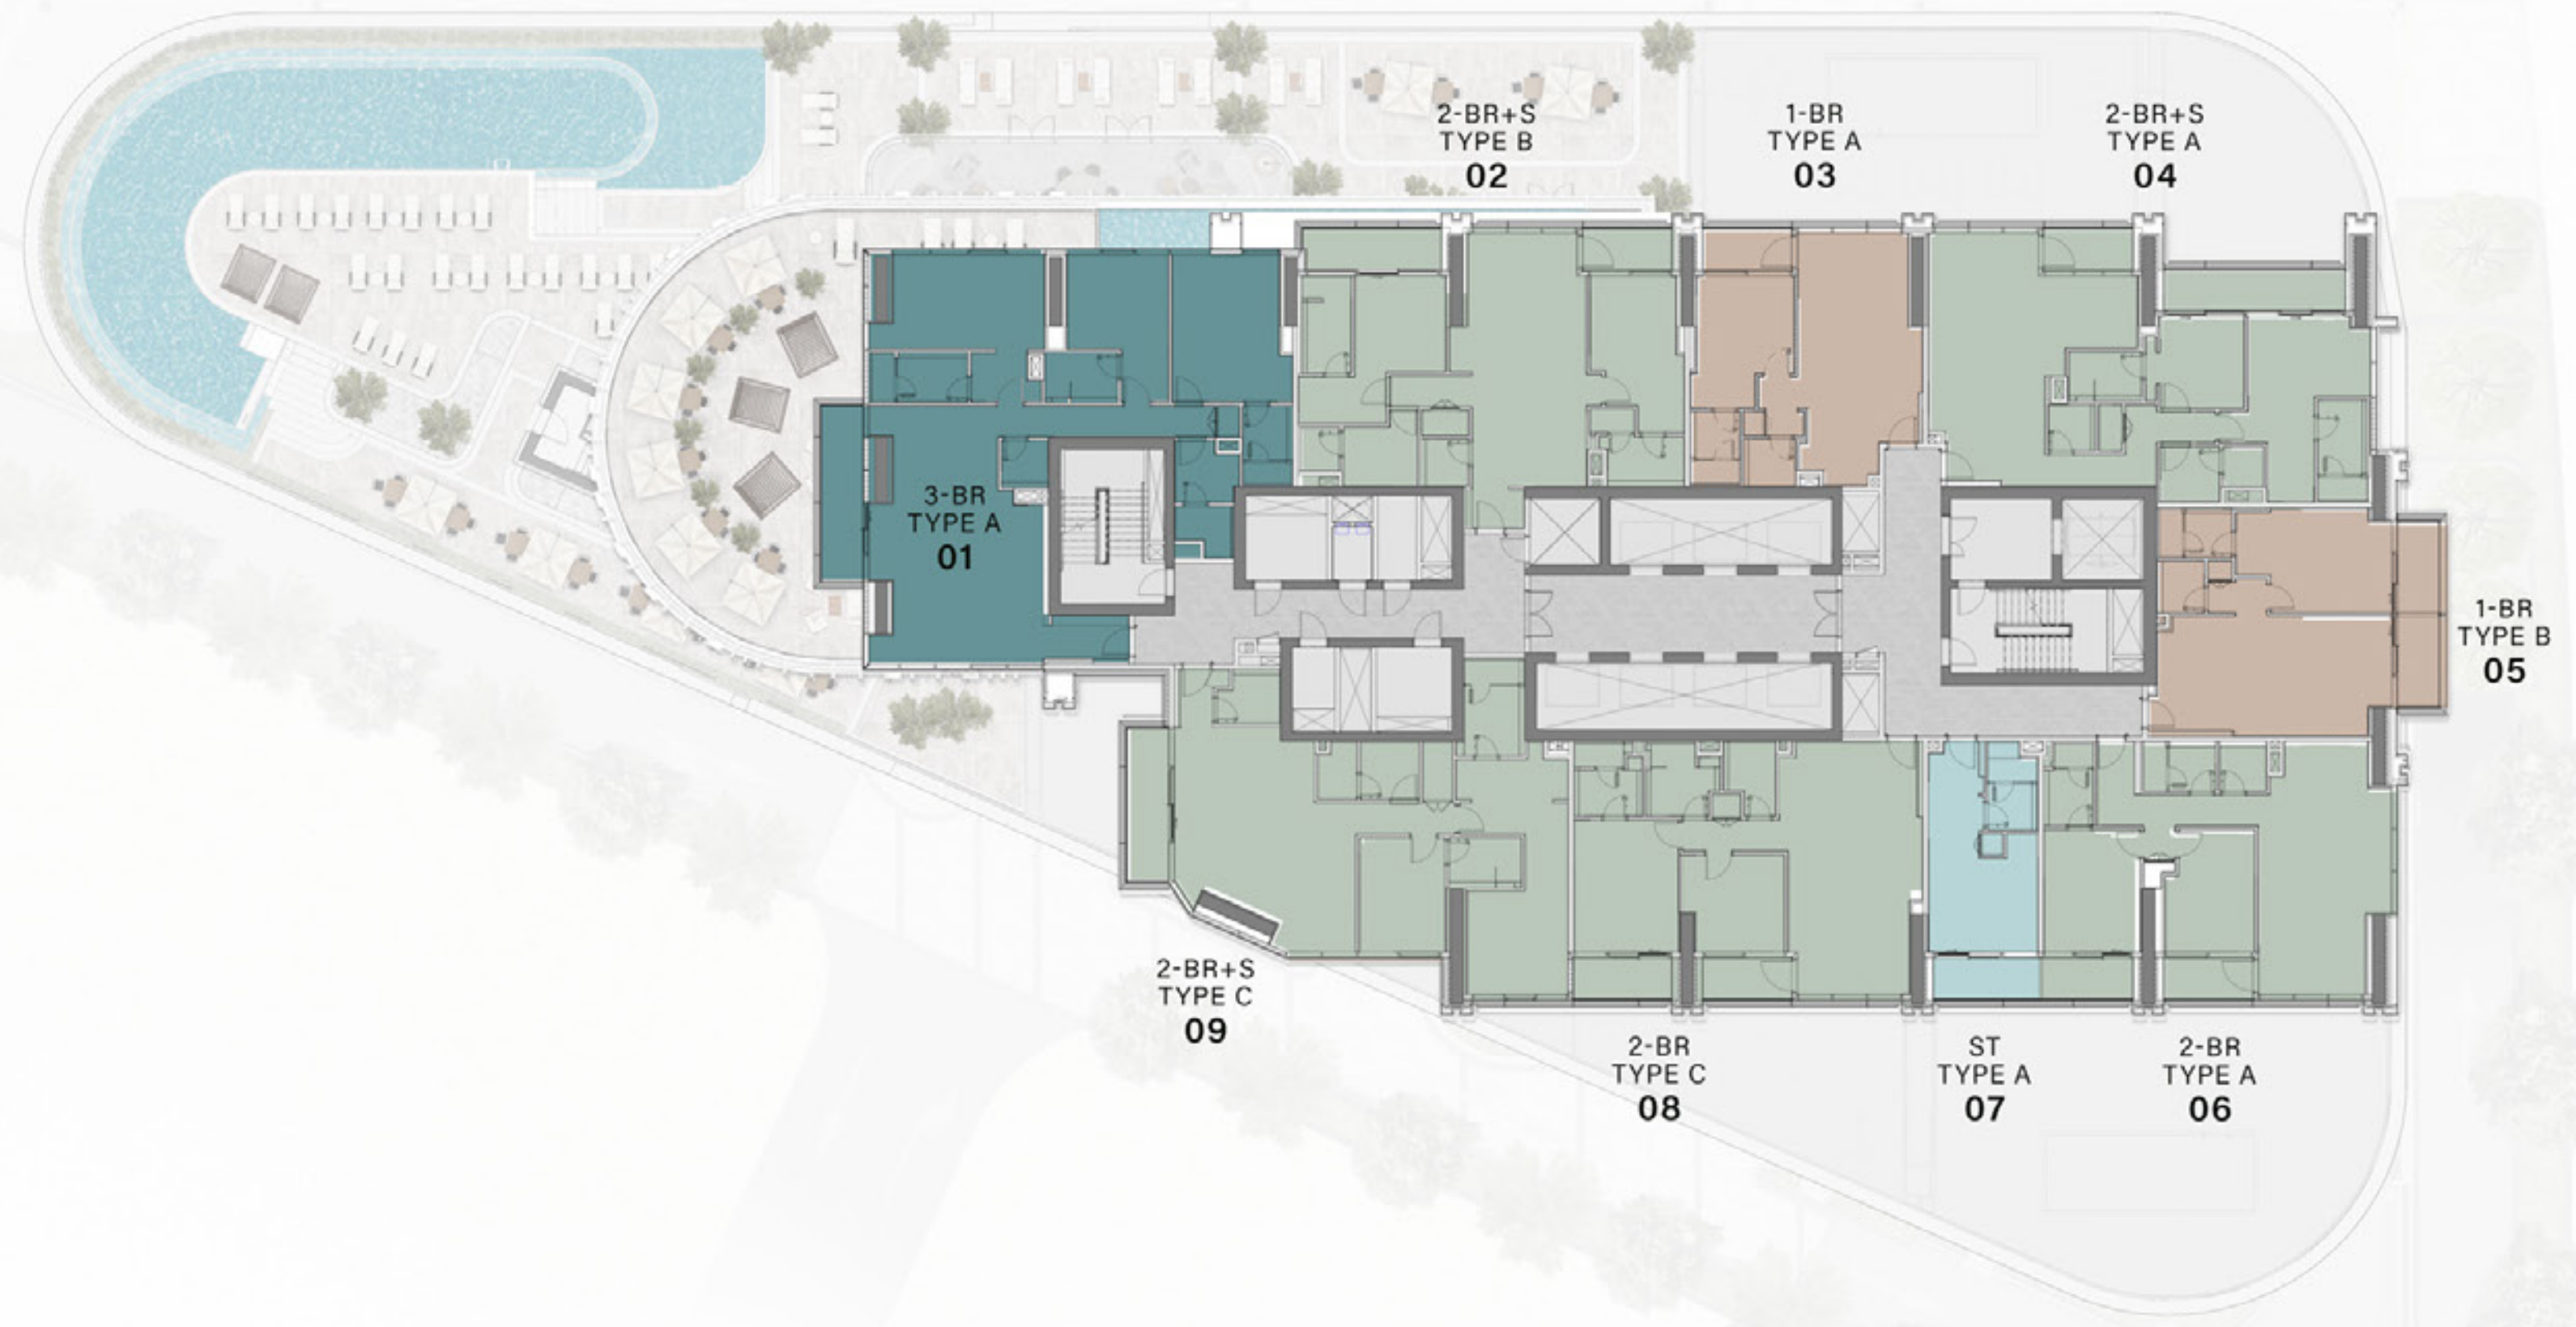 2-BR+S
TYPE B
02
1-BR
TYPE A
03
2-BR+S
TYPE A
04
3-BR
TYPE A
01
1-BR
TYPE B
05
2-BR+S
TYPE C
09
2-BR
TYPE C
08
ST
TYPE A
07
2-BR
TYPE A
06